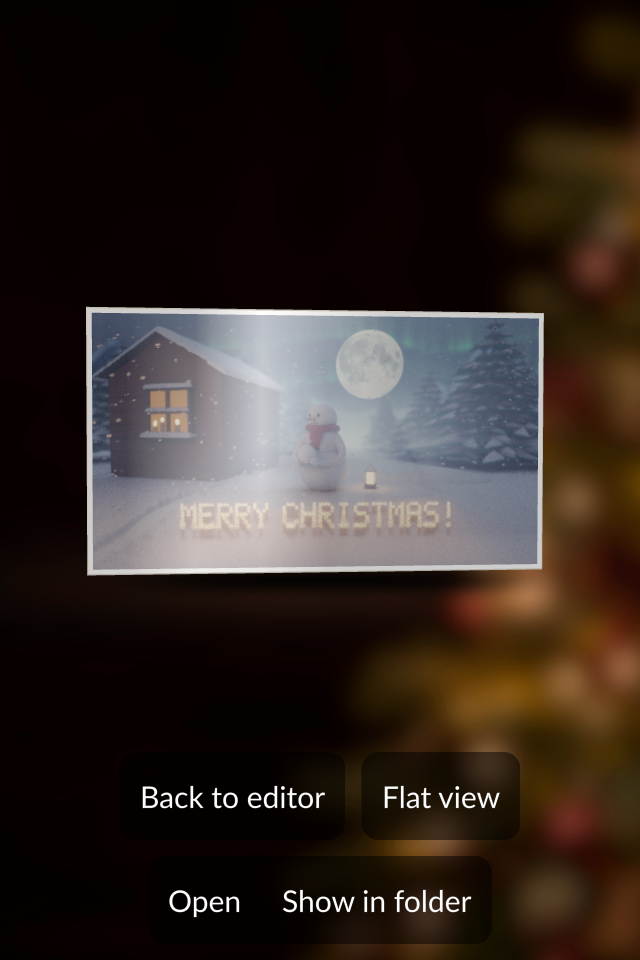 MERRY CHRISTMAS!
Back to editor
Flat view
Open
Show in folder